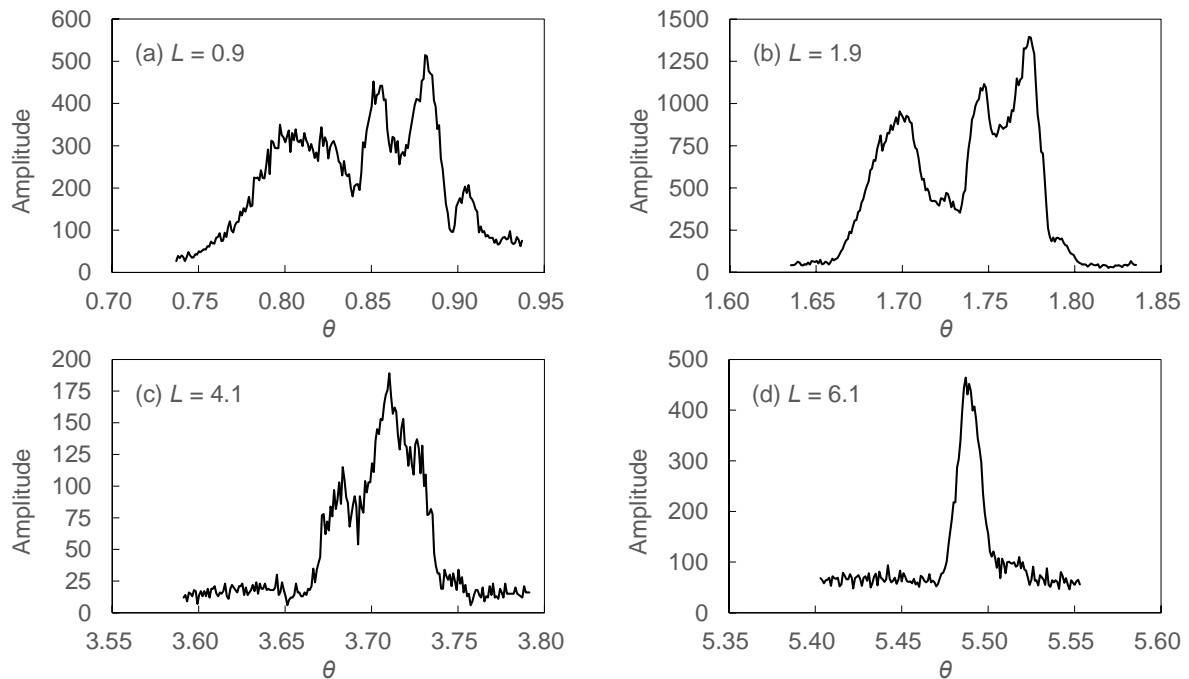 (a) L = 0.9
Amplitude
600
500
400
300
200
100
0
0.70 0.75 0.80 0.85 0.90 0.95
θ
(b) L = 1.9
Amplitude
1500
1250
1000
750
500
250
0
1.60 1.65 1.70 1.75 1.80 1.85
θ
(c) L = 4.1
Amplitude
200
175
150
125
100
75
50
25
0
3.55 3.60 3.65 3.70 3.75 3.80
θ
(d) L = 6.1
Amplitude
500
400
300
200
100
0
5.35 5.40 5.45 5.50 5.55 5.60
θ